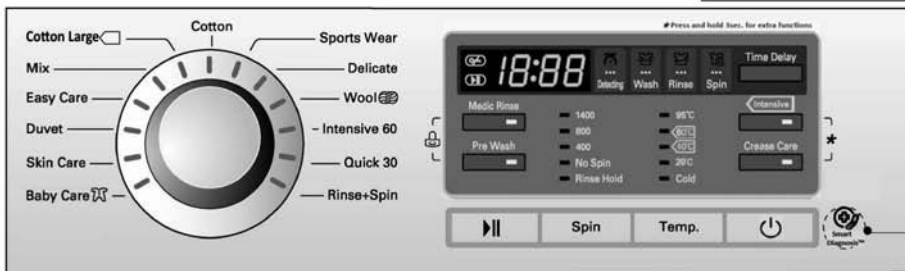 *Press and hold 3sec. for extra functions
Cotton
Cotton Large
Sports Wear
Mix
Delicate
Easy Care
Wool
Duvet
Intensive 60
Skin Care
Quick 30
Baby Care
Rinse+Spin
18:88
Detecting
Wash
Rinse
Spin
Time Delay
Medic Rinse
Intensive
Pre Wash
Crease Care
1400
800
400
No Spin
Rinse Hold
95°C
60°C
20°C
Cold
*
Spin
Temp.
Smart
Diagnosis™